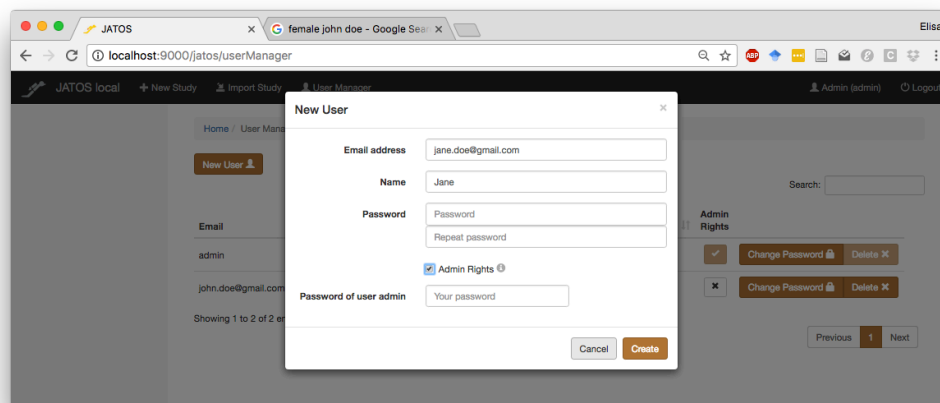 JATOS
female john doe - Google Sear
Elisa
localhost:9000/jatos/userManager
ABP
JATOS local + New Study Import Study User Manager Admin (admin) Logout
Home / User Mana
New User
Search:
Email Admin Rights
admin Change Password Delete
john.doe@gmail.com Change Password Delete
Showing 1 to 2 of 2 en
Previous 1 Next
New User
Email address jane.doe@gmail.com
Name Jane
Password Password
Repeat password
Admin Rights
Password of user admin Your password
Cancel Create